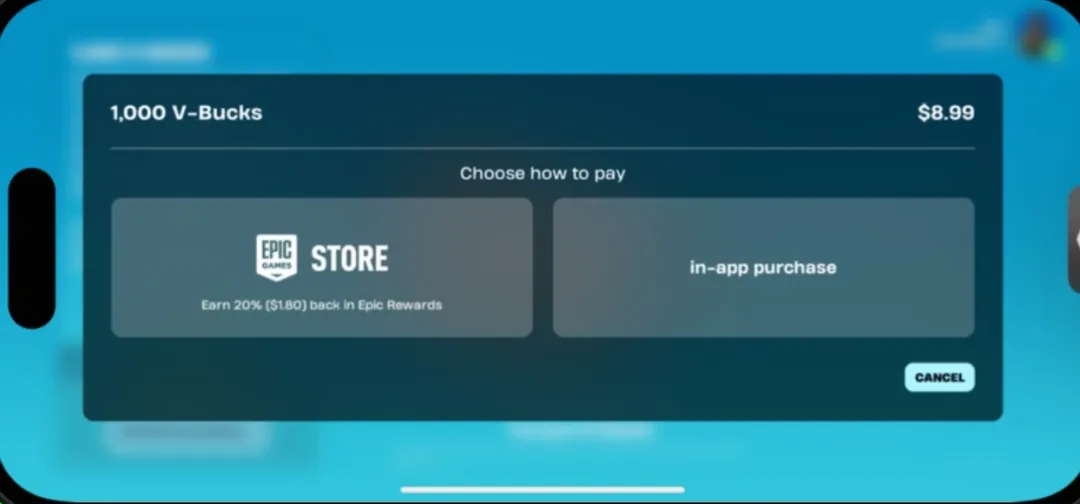 1,000 V-Bucks
$8.99
Choose how to pay
EPIC GAMES STORE
Earn 20% ($1.80) back in Epic Rewards
in-app purchase
CANCEL